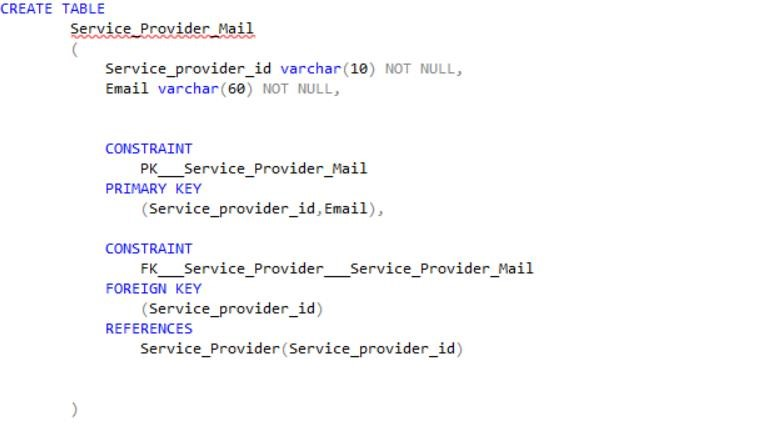 CREATE TABLE
Service_Provider_Mail
(
Service_provider_id varchar(10) NOT NULL,
Email varchar(60) NOT NULL,
CONSTRAINT
PK___Service_Provider_Mail
PRIMARY KEY
(Service_provider_id,Email),
CONSTRAINT
FK___Service_Provider___Service_Provider_Mail
FOREIGN KEY
(Service_provider_id)
REFERENCES
Service_Provider(Service_provider_id)
)